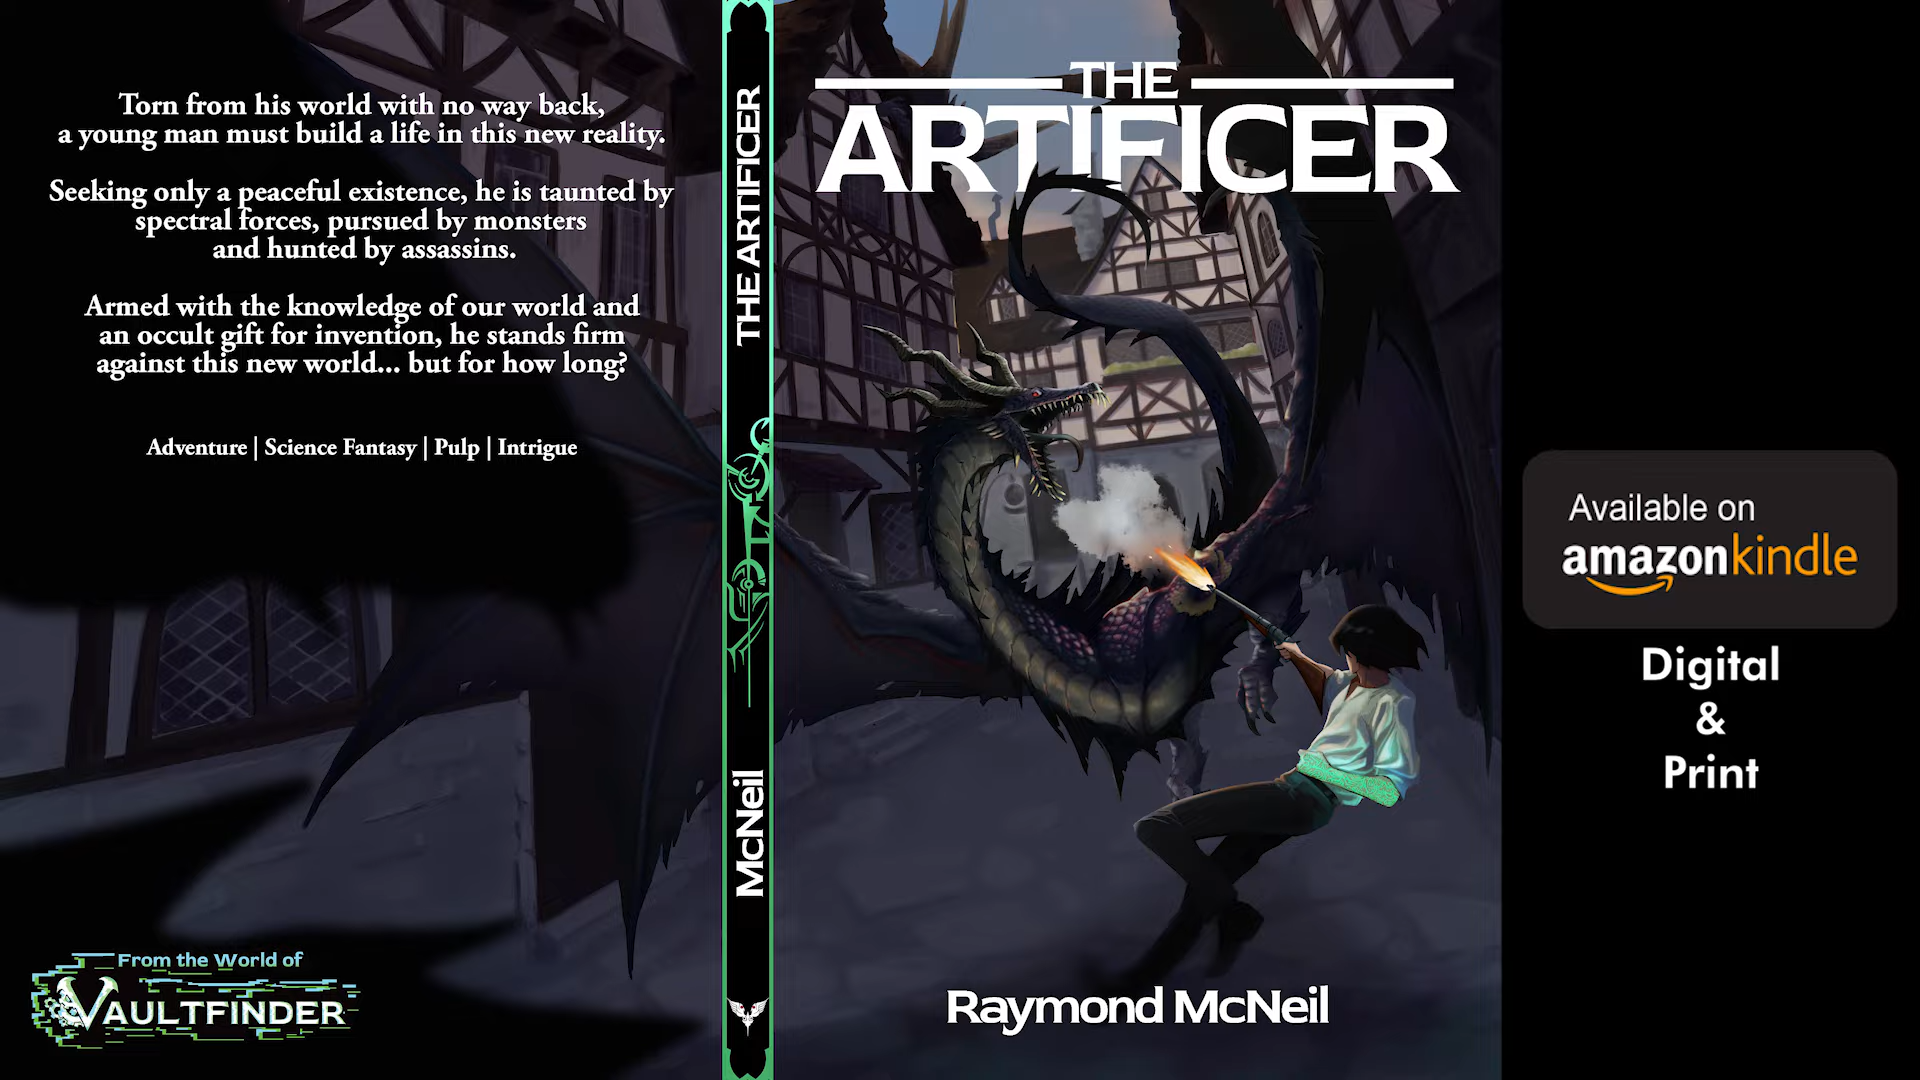 Torn from his world with no way back,
a young man must build a life in this new reality.
Seeking only a peaceful existence, he is taunted by
spectral forces, pursued by monsters
and hunted by assassins.
Armed with the knowledge of our world and
an occult gift for invention, he stands firm
against this new world... but for how long?
Adventure | Science Fantasy | Pulp | Intrigue
From the World of
VAULTFINDER
THE ARTIFICER
McNeil
THE
ARTIFICER
Raymond McNeil
Available on
amazonkindle
Digital
&
Print